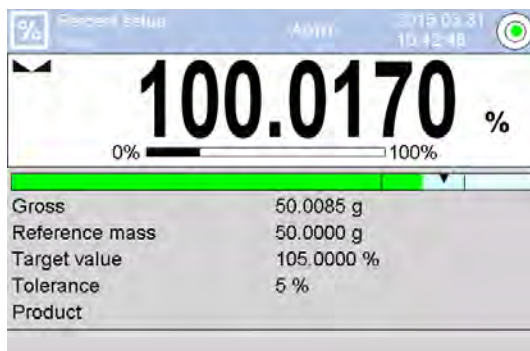 Percent setup Admin 2015.03.31
10:42:48
100.0170 %
0% 100%
Gross 50.0085 g
Reference mass 50.0000 g
Target value 105.0000 %
Tolerance 5 %
Product